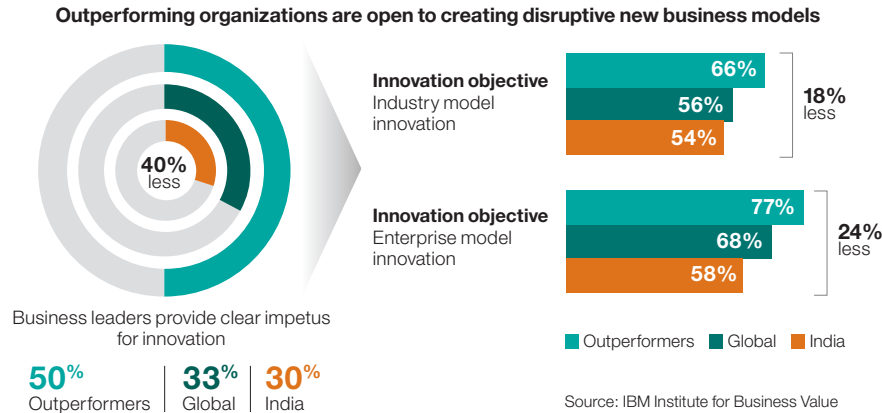 Outperforming organizations are open to creating disruptive new business models
40%
less
Business leaders provide clear impetus
for innovation
50% 33% 30%
Outperformers Global India
Innovation objective
Industry model
innovation
66%
56%
54%
18%
less
Innovation objective
Enterprise model
innovation
77%
68%
58%
24%
less
Outperformers Global India
Source: IBM Institute for Business Value